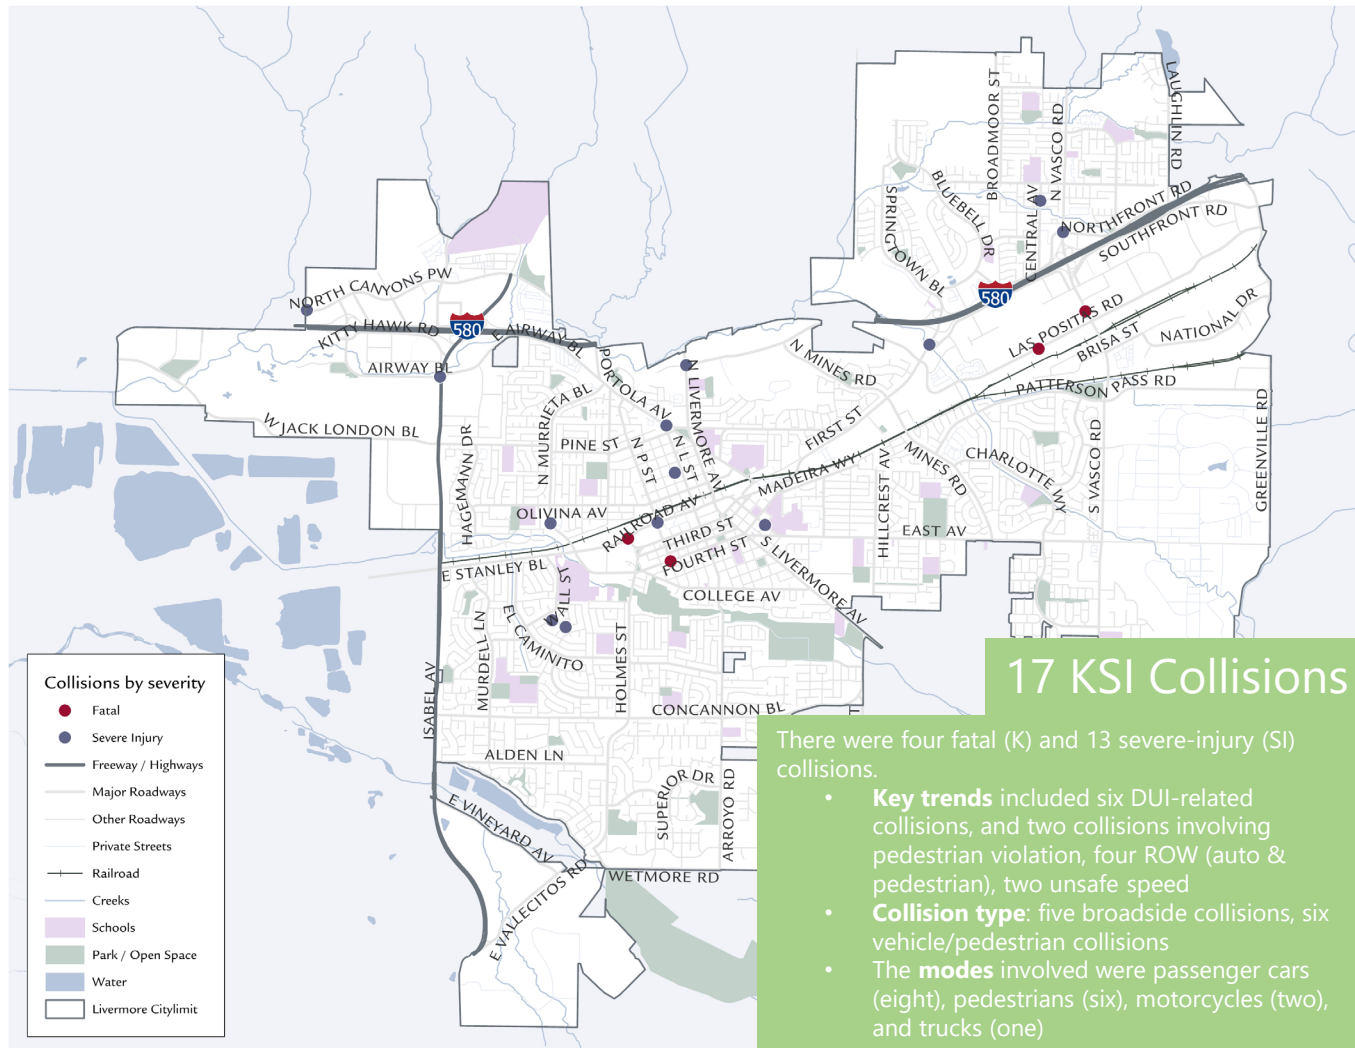 LAUGHLIN RD
BROADMOOR ST
N VASCO RD
BLUEBELL DR
CENTRAL AV
SPRINGTOWN BL
NORTHFRONT RD
SOUTHFRONT RD
580
NORTH CANYONS PW
580
KITTY HAWK RD
E AIRWAY BL
AIRWAY BL
LAS POSITAS RD
BRISA ST
NATIONAL DR
PATTERSON PASS RD
N MINES RD
PORTOLA AV
N LIVERMORE AV
N MURRIETA BL
W JACK LONDON BL
PINE ST
N P ST
N L ST
FIRST ST
MADEIRA WY
HAGEMANN DR
HILLCREST AV
MINES RD
CHARLOTTE WY
S VASCO RD
GREENVILLE RD
OLIVINA AV
RAILROAD AV
THIRD ST
FOURTH ST
EAST AV
E STANLEY BL
WALL ST
COLLEGE AV
S LIVERMORE AV
EL CAMINITO
MURDELL LN
HOLMES ST
ISABEL AV
CONCANNON BL
T
ALDEN LN
SUPERIOR DR
ARROYO RD
E VINEYARD AV
E VALLECITOS RD
WETMORE RD
Collisions by severity
Fatal
Severe Injury
Freeway / Highways
Major Roadways
Other Roadways
Private Streets
Railroad
Creeks
Schools
Park / Open Space
Water
Livermore Citylimit
17 KSI Collisions
There were four fatal (K) and 13 severe-injury (SI)
collisions.
• Key trends included six DUI-related
collisions, and two collisions involving
pedestrian violation, four ROW (auto &
pedestrian), two unsafe speed
• Collision type: five broadside collisions, six
vehicle/pedestrian collisions
• The modes involved were passenger cars
(eight), pedestrians (six), motorcycles (two),
and trucks (one)